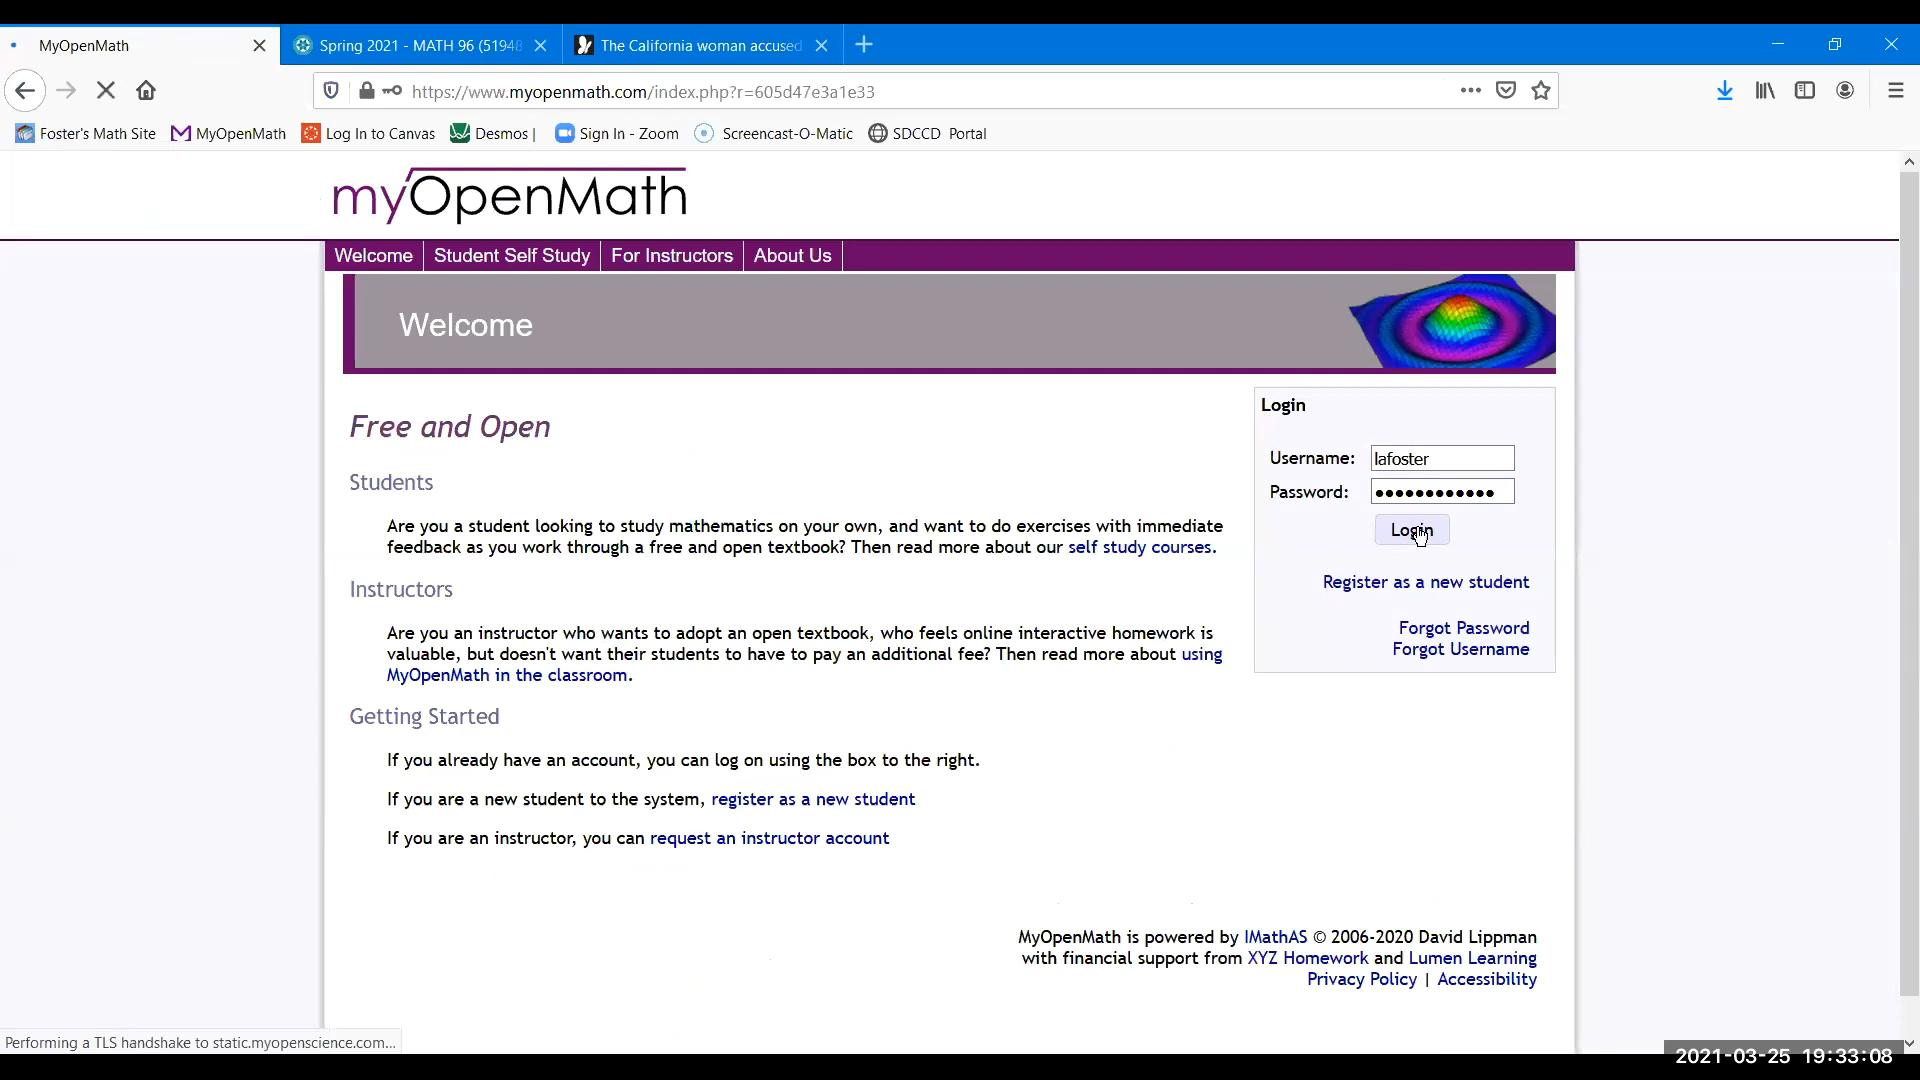 MyOpenMath
Spring 2021 - MATH 96 (51948
The California woman accused
https://www.myopenmath.com/index.php?r=605d47e3a1e33
Foster's Math Site
MyOpenMath
Log In to Canvas
Desmos |
Sign In - Zoom
Screencast-O-Matic
SDCCD Portal
myOpenMath
Welcome
Student Self Study
For Instructors
About Us
Welcome
Free and Open
Students
Are you a student looking to study mathematics on your own, and want to do exercises with immediate
feedback as you work through a free and open textbook? Then read more about our self study courses.
Instructors
Are you an instructor who wants to adopt an open textbook, who feels online interactive homework is
valuable, but doesn't want their students to have to pay an additional fee? Then read more about using
MyOpenMath in the classroom.
Getting Started
If you already have an account, you can log on using the box to the right.
If you are a new student to the system, register as a new student
If you are an instructor, you can request an instructor account
Login
Username: lafoster
Password: ●●●●●●●●●●●●
Login
Register as a new student
Forgot Password
Forgot Username
MyOpenMath is powered by IMathAS © 2006-2020 David Lippman
with financial support from XYZ Homework and Lumen Learning
Privacy Policy | Accessibility
Performing a TLS handshake to static.myopenscience.com...
2021-03-25 19:33:08